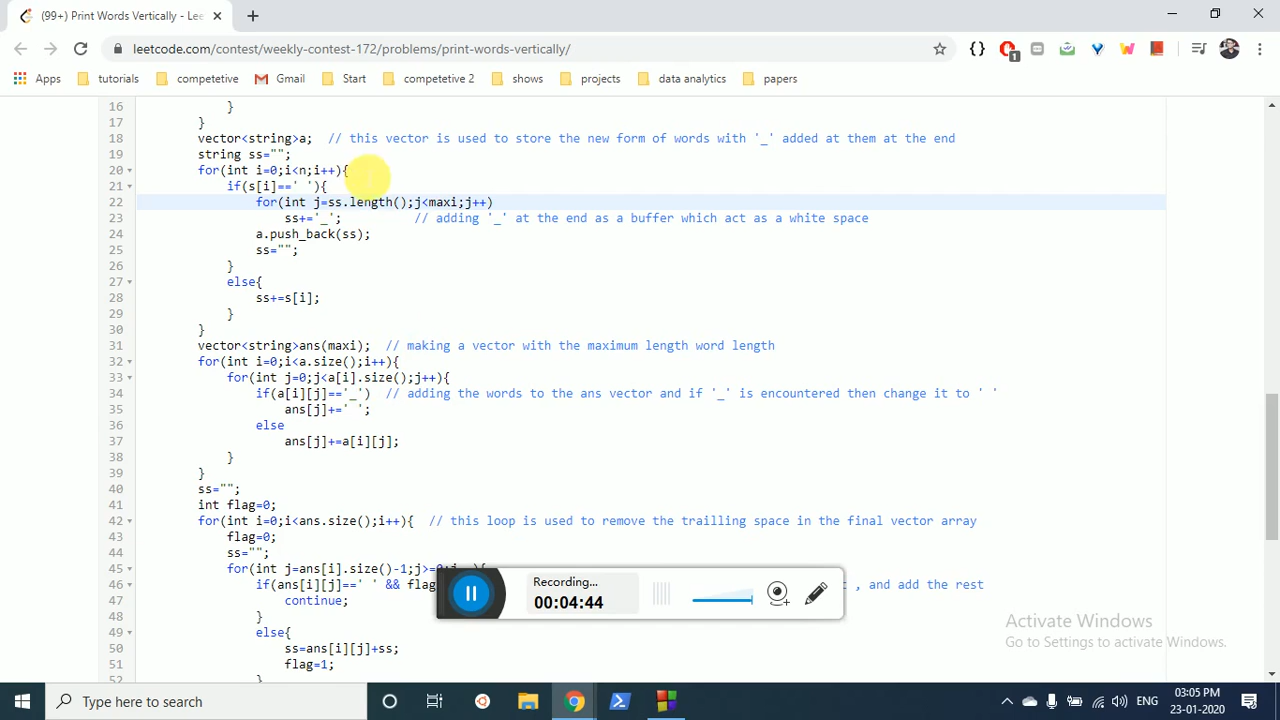 (99+) Print Words Vertically - Lee
leetcode.com/contest/weekly-contest-172/problems/print-words-vertically/
1
Apps tutorials competetive Gmail Start competetive 2 shows projects data analytics papers
16 }
17 }
18 vector<string>a; // this vector is used to store the new form of words with '_' added at them at the end
19 string ss="";
20 for(int i=0;i<n;i++){
21 if(s[i]==' '){
22 for(int j=ss.length();j<maxi;j++)
23 ss+='_'; // adding '_' at the end as a buffer which act as a white space
24 a.push_back(ss);
25 ss="";
26 }
27 else{
28 ss+=s[i];
29 }
30 }
31 vector<string>ans(maxi); // making a vector with the maximum length word length
32 for(int i=0;i<a.size();i++){
33 for(int j=0;j<a[i].size();j++){
34 if(a[i][j]=='_') // adding the words to the ans vector and if '_' is encountered then change it to ' '
35 ans[j]+=' ';
36 else
37 ans[j]+=a[i][j];
38 }
39 }
40 ss="";
41 int flag=0;
42 for(int i=0;i<ans.size();i++){ // this loop is used to remove the trailling space in the final vector array
43 flag=0;
44 ss="";
45 for(int j=ans[i].size()-1;j>=0;j--){
46 if(ans[i][j]==' ' && flag , and add the rest
47 continue;
48 }
49 else{
50 ss=ans[i][j]+ss;
51 flag=1;
52 }
Recording...
00:04:44
Activate Windows
Go to Settings to activate Windows.
Type here to search
ENG
03:05 PM
23-01-2020